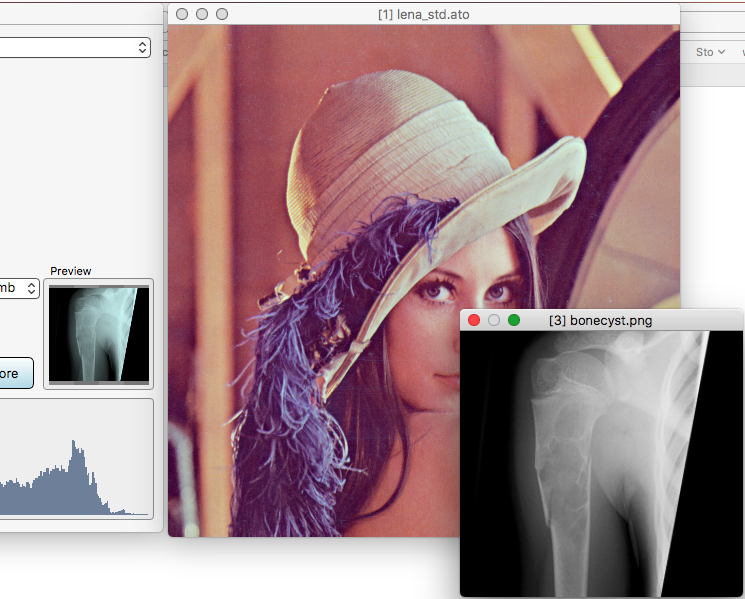 [1] lena_std.ato
Sto
Preview
mb
ore
[3] bonecyst.png